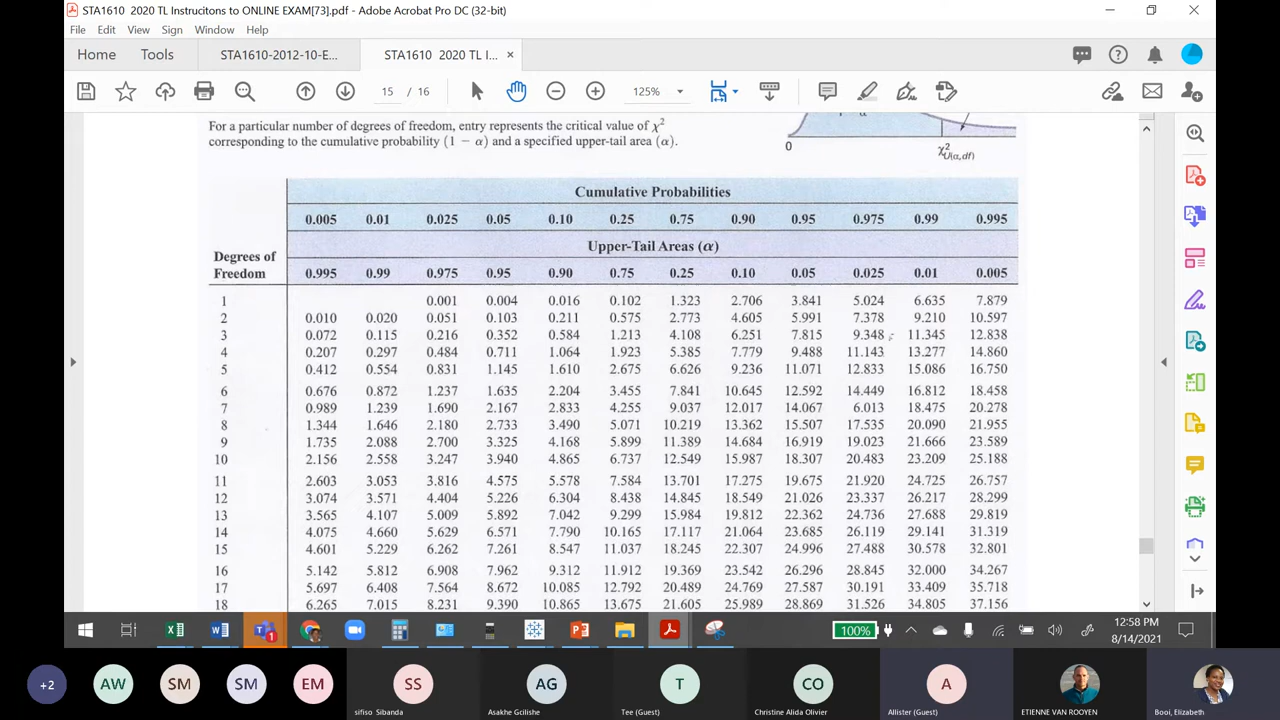 STA1610 2020 TL Instrucitons to ONLINE EXAM[73].pdf - Adobe Acrobat Pro DC (32-bit)
File Edit View Sign Window Help
Home Tools STA1610-2012-10-E... STA1610 2020 TL I... ×
15 / 16 125%
For a particular number of degrees of freedom, entry represents the critical value of χ²
corresponding to the cumulative probability (1 − α) and a specified upper-tail area (α).
0 χ²U(α,df)
Cumulative Probabilities
0.005 0.01 0.025 0.05 0.10 0.25 0.75 0.90 0.95 0.975 0.99 0.995
Upper-Tail Areas (α)
Degrees of
Freedom 0.995 0.99 0.975 0.95 0.90 0.75 0.25 0.10 0.05 0.025 0.01 0.005
1 0.001 0.004 0.016 0.102 1.323 2.706 3.841 5.024 6.635 7.879
2 0.010 0.020 0.051 0.103 0.211 0.575 2.773 4.605 5.991 7.378 9.210 10.597
3 0.072 0.115 0.216 0.352 0.584 1.213 4.108 6.251 7.815 9.348 11.345 12.838
4 0.207 0.297 0.484 0.711 1.064 1.923 5.385 7.779 9.488 11.143 13.277 14.860
5 0.412 0.554 0.831 1.145 1.610 2.675 6.626 9.236 11.071 12.833 15.086 16.750
6 0.676 0.872 1.237 1.635 2.204 3.455 7.841 10.645 12.592 14.449 16.812 18.458
7 0.989 1.239 1.690 2.167 2.833 4.255 9.037 12.017 14.067 6.013 18.475 20.278
8 1.344 1.646 2.180 2.733 3.490 5.071 10.219 13.362 15.507 17.535 20.090 21.955
9 1.735 2.088 2.700 3.325 4.168 5.899 11.389 14.684 16.919 19.023 21.666 23.589
10 2.156 2.558 3.247 3.940 4.865 6.737 12.549 15.987 18.307 20.483 23.209 25.188
11 2.603 3.053 3.816 4.575 5.578 7.584 13.701 17.275 19.675 21.920 24.725 26.757
12 3.074 3.571 4.404 5.226 6.304 8.438 14.845 18.549 21.026 23.337 26.217 28.299
13 3.565 4.107 5.009 5.892 7.042 9.299 15.984 19.812 22.362 24.736 27.688 29.819
14 4.075 4.660 5.629 6.571 7.790 10.165 17.117 21.064 23.685 26.119 29.141 31.319
15 4.601 5.229 6.262 7.261 8.547 11.037 18.245 22.307 24.996 27.488 30.578 32.801
16 5.142 5.812 6.908 7.962 9.312 11.912 19.369 23.542 26.296 28.845 32.000 34.267
17 5.697 6.408 7.564 8.672 10.085 12.792 20.489 24.769 27.587 30.191 33.409 35.718
18 6.265 7.015 8.231 9.390 10.865 13.675 21.605 25.989 28.869 31.526 34.805 37.156
100% 12:58 PM
8/14/2021
+2 AW SM SM EM SS AG T CO A
sifiso Sibanda Asakhe Gcilishe Tee (Guest) Christine Alida Olivier Allister (Guest) ETIENNE VAN ROOYEN Booi, Elizabeth